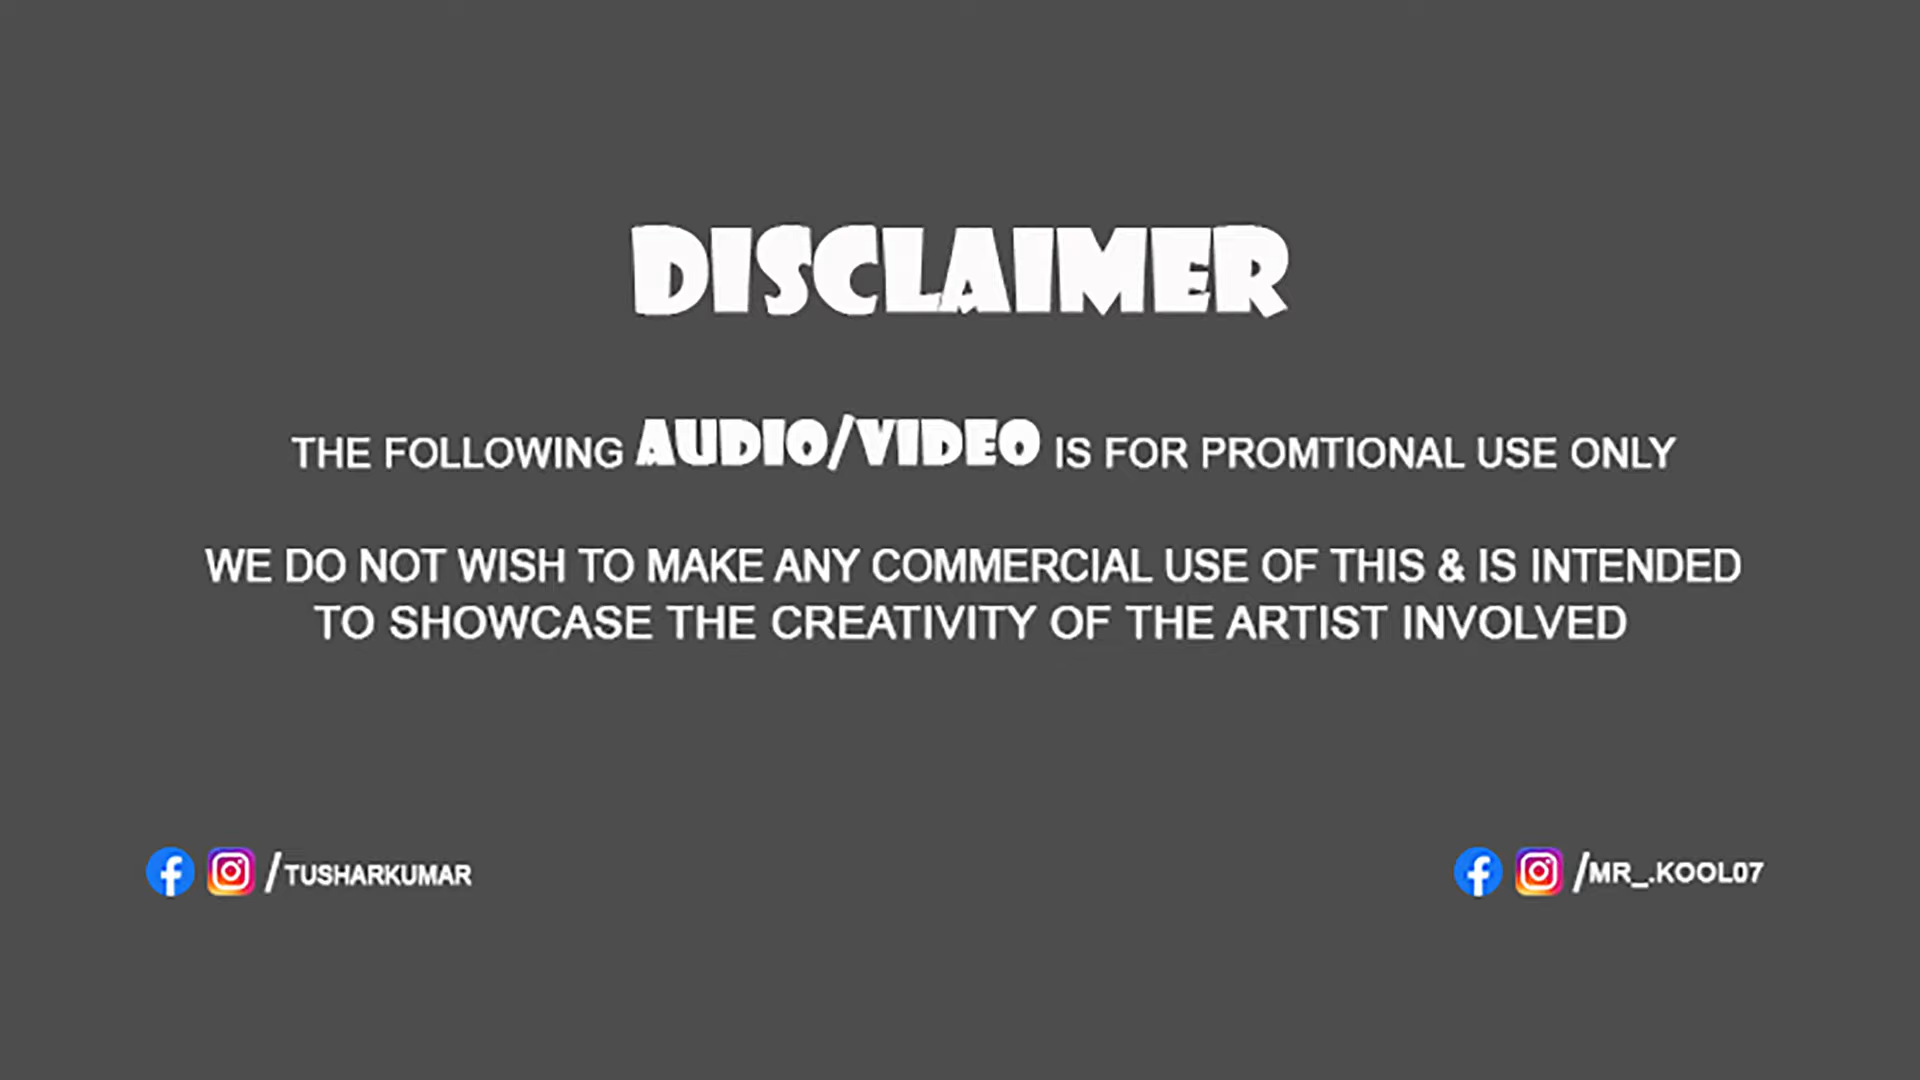 DISCLAIMER
THE FOLLOWING AUDIO/VIDEO IS FOR PROMTIONAL USE ONLY
WE DO NOT WISH TO MAKE ANY COMMERCIAL USE OF THIS & IS INTENDED
TO SHOWCASE THE CREATIVITY OF THE ARTIST INVOLVED
/TUSHARKUMAR
/MR_.KOOL07